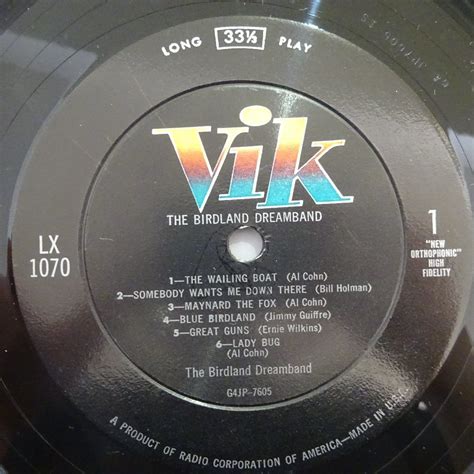 LONG 33⅓ PLAY
Vik
THE BIRDLAND DREAMBAND
LX
1070
1
"NEW
ORTHOPHONIC"
HIGH
FIDELITY
1—THE WAILING BOAT (Al Cohn)
2—SOMEBODY WANTS ME DOWN THERE (Bill Holman)
3—MAYNARD THE FOX (Al Cohn)
4—BLUE BIRDLAND (Jimmy Guiffre)
5—GREAT GUNS (Ernie Wilkins)
6—LADY BUG
(Al Cohn)
The Birdland Dreamband
G4JP-7605
A PRODUCT OF RADIO CORPORATION OF AMERICA—MADE IN U.S.A.